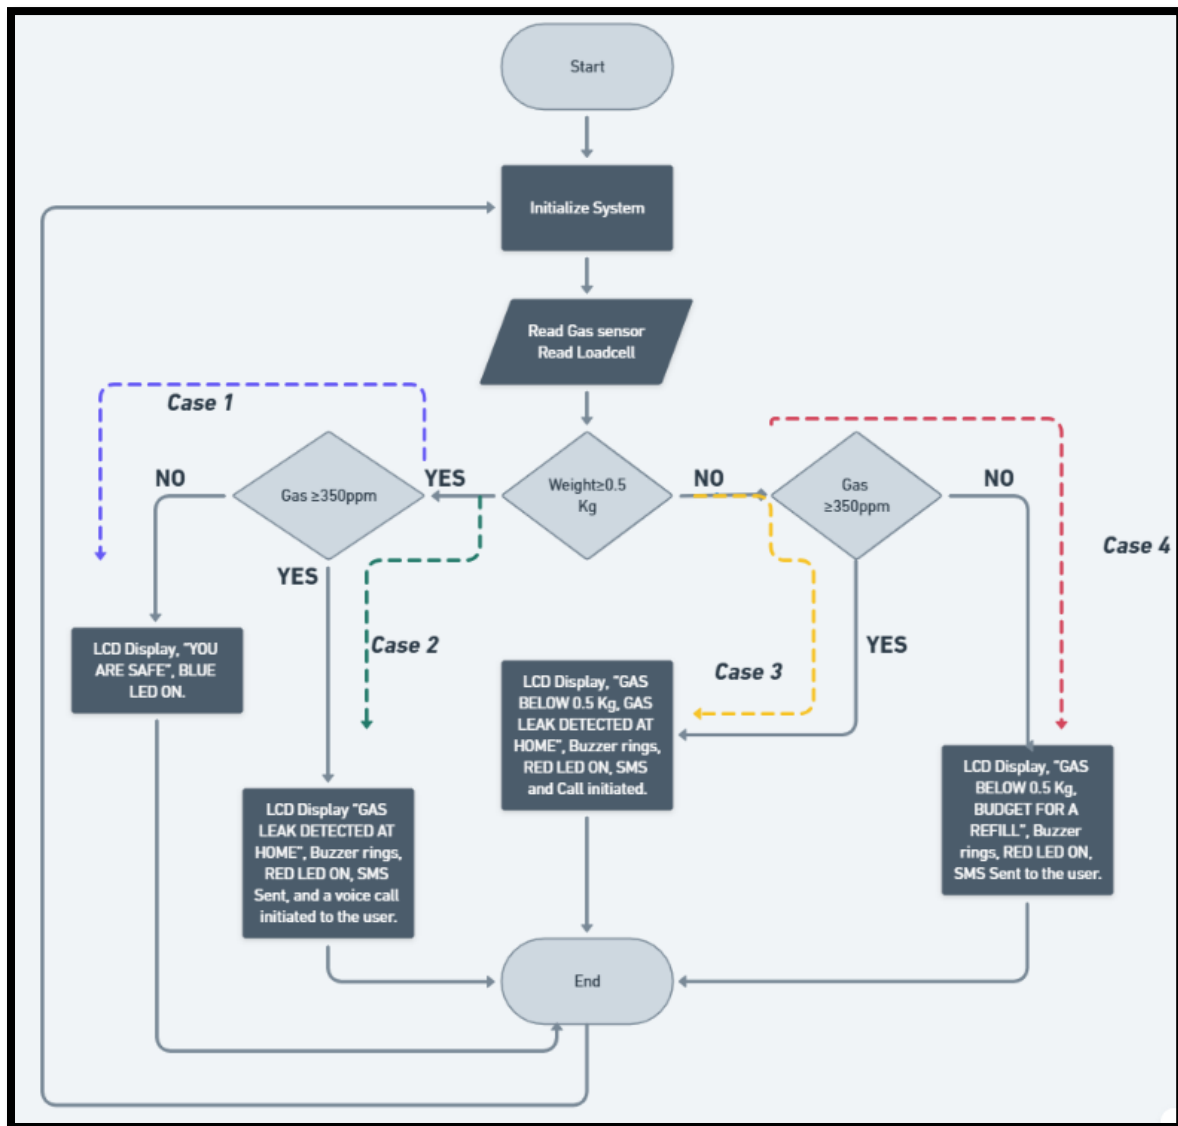 Start
Initialize System
Read Gas sensor
Read Loadcell
Case 1
Gas ≥350ppm
NO
YES
Weight≥0.5
Kg
NO
Gas
≥350ppm
NO
Case 4
YES
Case 2
YES
Case 3
LCD Display, "YOU
ARE SAFE", BLUE
LED ON.
LCD Display "GAS
LEAK DETECTED AT
HOME", Buzzer rings,
RED LED ON, SMS
Sent, and a voice call
initiated to the user.
LCD Display, "GAS
BELOW 0.5 Kg, GAS
LEAK DETECTED AT
HOME", Buzzer rings,
RED LED ON, SMS
and Call initiated.
LCD Display, "GAS
BELOW 0.5 Kg,
BUDGET FOR A
REFILL", Buzzer
rings, RED LED ON,
SMS Sent to the user.
End